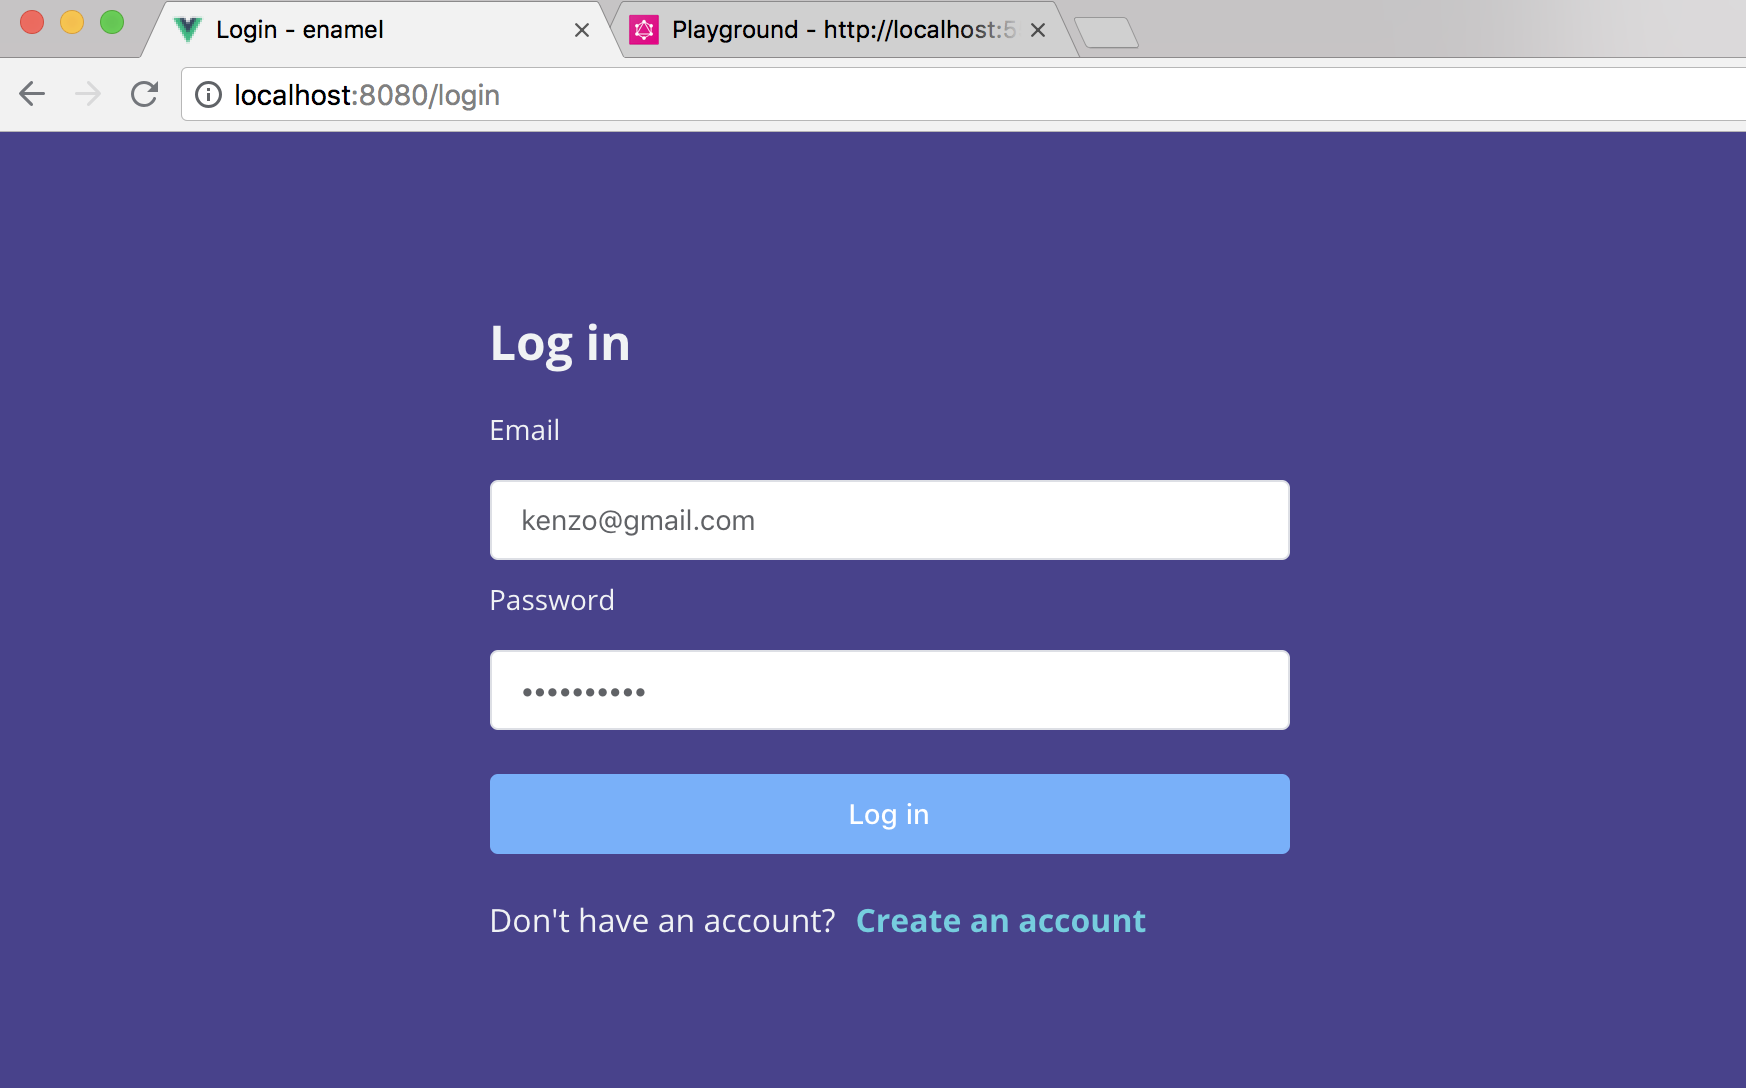 Login - enamel
Playground - http://localhost:5
localhost:8080/login
Log in
Email
kenzo@gmail.com
Password
••••••••••
Log in
Don't have an account? Create an account